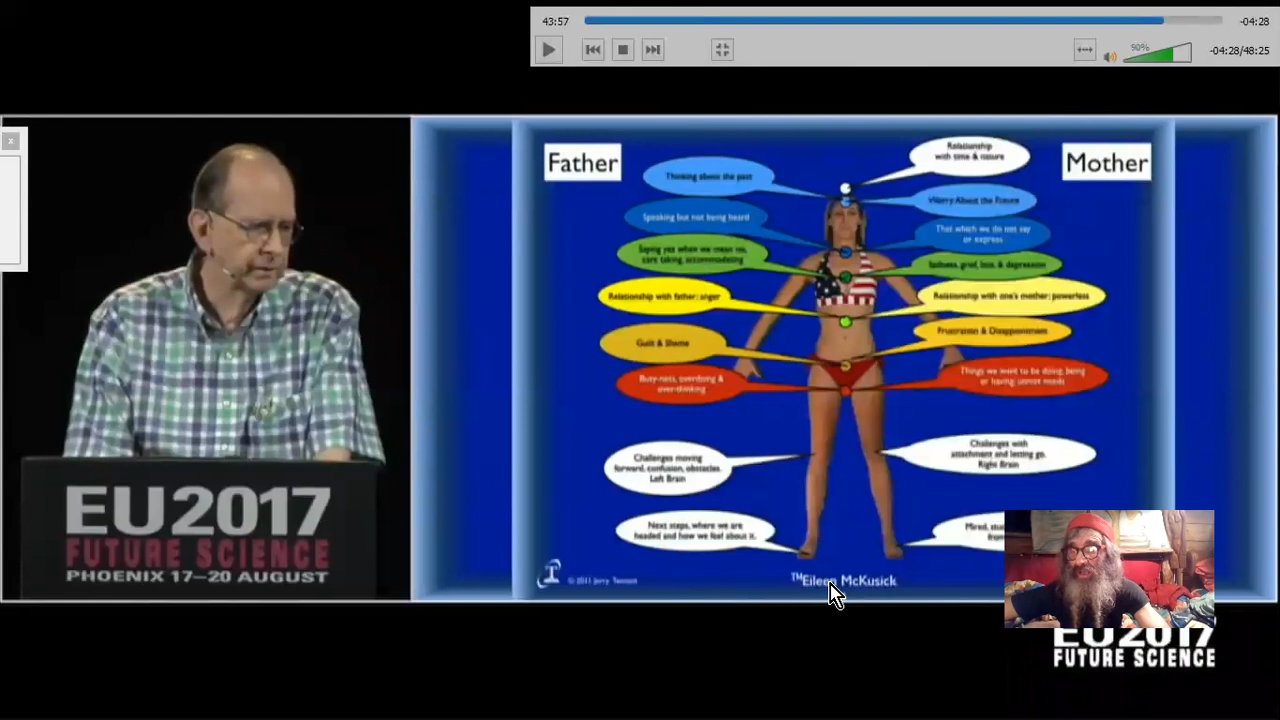 43:57
-04:28
90%
-04:28/48:25
Father
Mother
Relationship
with time & nature
Thinking about the past
Worry About the Future
Speaking but not being heard
That which we do not say
or express
Saying yes when we mean no,
care taking, accommodating
Sadness, grief, loss, & depression
Relationship with father; anger
Relationship with one's mother; powerless
Guilt & Shame
Frustration & Disappointment
Busy-ness, overdoing &
over-thinking
Things we want to be doing, being
or having; unmet needs
Challenges moving
forward, confusion, obstacles.
Left Brain
Challenges with
attachment and letting go.
Right Brain
Next steps, where we are
headed and how we feel about it.
Mired,
© 2011 Jerry Tennant
TM Eileen McKusick
EU2017
FUTURE SCIENCE
PHOENIX 17–20 AUGUST
EU2017
FUTURE SCIENCE